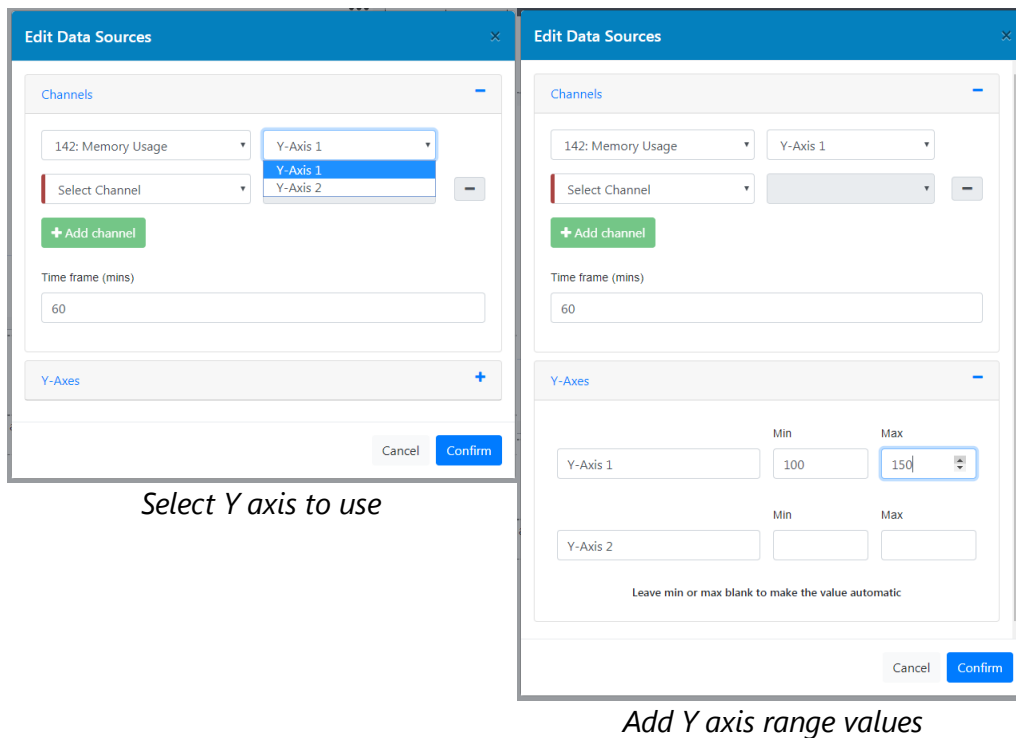 Edit Data Sources ×
Channels −
142: Memory Usage Y-Axis 1
Y-Axis 1
Y-Axis 2
Select Channel −
+ Add channel
Time frame (mins)
60
Y-Axes +
Cancel Confirm
Select Y axis to use
Edit Data Sources ×
Channels −
142: Memory Usage Y-Axis 1
Select Channel −
+ Add channel
Time frame (mins)
60
Y-Axes −
Min Max
Y-Axis 1 100 150
Min Max
Y-Axis 2
Leave min or max blank to make the value automatic
Cancel Confirm
Add Y axis range values